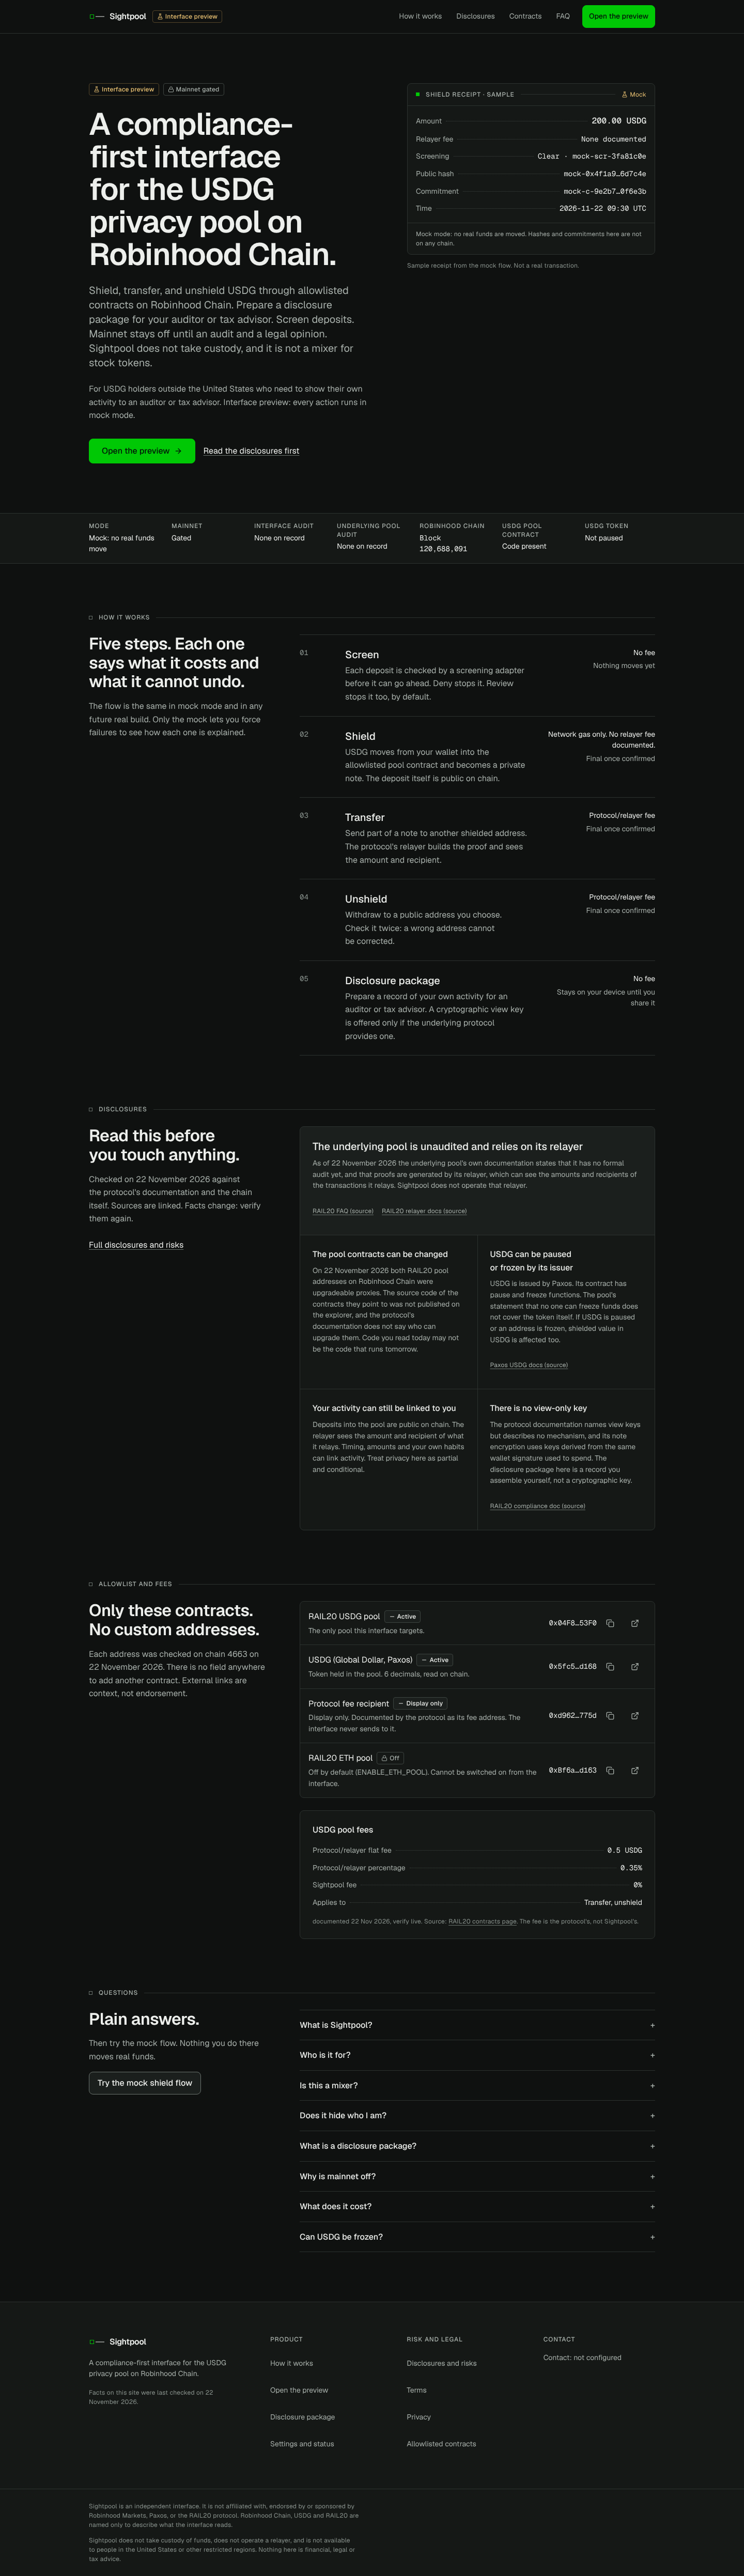 Sightpool
Interface preview
How it works
Disclosures
Contracts
FAQ
Open the preview
Interface preview
Mainnet gated
A compliance-
first interface
for the USDG
privacy pool on
Robinhood Chain.
Shield, transfer, and unshield USDG through allowlisted
contracts on Robinhood Chain. Prepare a disclosure
package for your auditor or tax advisor. Screen deposits.
Mainnet stays off until an audit and a legal opinion.
Sightpool does not take custody, and it is not a mixer for
stock tokens.
For USDG holders outside the United States who need to show their own
activity to an auditor or tax advisor. Interface preview: every action runs in
mock mode.
Open the preview →
Read the disclosures first
SHIELD RECEIPT · SAMPLE
Mock
Amount 200.00 USDG
Relayer fee None documented
Screening Clear · mock-scr-3fa81c0e
Public hash mock-0x4f1a9…6d7c4e
Commitment mock-c-9e2b7…0f6e3b
Time 2026-11-22 09:30 UTC
Mock mode: no real funds are moved. Hashes and commitments here are not
on any chain.
Sample receipt from the mock flow. Not a real transaction.
MODE
Mock: no real funds
move
MAINNET
Gated
INTERFACE AUDIT
None on record
UNDERLYING POOL
AUDIT
None on record
ROBINHOOD CHAIN
Block
120,688,091
USDG POOL
CONTRACT
Code present
USDG TOKEN
Not paused
HOW IT WORKS
Five steps. Each one
says what it costs and
what it cannot undo.
The flow is the same in mock mode and in any
future real build. Only the mock lets you force
failures to see how each one is explained.
01
Screen
Each deposit is checked by a screening adapter
before it can go ahead. Deny stops it. Review
stops it too, by default.
No fee
Nothing moves yet
02
Shield
USDG moves from your wallet into the
allowlisted pool contract and becomes a private
note. The deposit itself is public on chain.
Network gas only. No relayer fee
documented.
Final once confirmed
03
Transfer
Send part of a note to another shielded address.
The protocol's relayer builds the proof and sees
the amount and recipient.
Protocol/relayer fee
Final once confirmed
04
Unshield
Withdraw to a public address you choose.
Check it twice: a wrong address cannot
be corrected.
Protocol/relayer fee
Final once confirmed
05
Disclosure package
Prepare a record of your own activity for an
auditor or tax advisor. A cryptographic view key
is offered only if the underlying protocol
provides one.
No fee
Stays on your device until you
share it
DISCLOSURES
Read this before
you touch anything.
Checked on 22 November 2026 against
the protocol's documentation and the chain
itself. Sources are linked. Facts change: verify
them again.
Full disclosures and risks
The underlying pool is unaudited and relies on its relayer
As of 22 November 2026 the underlying pool's own documentation states that it has no formal
audit yet, and that proofs are generated by its relayer, which can see the amounts and recipients of
the transactions it relays. Sightpool does not operate that relayer.
RAIL20 FAQ (source)
RAIL20 relayer docs (source)
The pool contracts can be changed
On 22 November 2026 both RAIL20 pool
addresses on Robinhood Chain were
upgradeable proxies. The source code of the
contracts they point to was not published on
the explorer, and the protocol's
documentation does not say who can
upgrade them. Code you read today may not
be the code that runs tomorrow.
USDG can be paused
or frozen by its issuer
USDG is issued by Paxos. Its contract has
pause and freeze functions. The pool's
statement that no one can freeze funds does
not cover the token itself. If USDG is paused
or an address is frozen, shielded value in
USDG is affected too.
Paxos USDG docs (source)
Your activity can still be linked to you
Deposits into the pool are public on chain. The
relayer sees the amount and recipient of what
it relays. Timing, amounts and your own habits
can link activity. Treat privacy here as partial
and conditional.
There is no view-only key
The protocol documentation names view keys
but describes no mechanism, and its note
encryption uses keys derived from the same
wallet signature used to spend. The
disclosure package here is a record you
assemble yourself, not a cryptographic key.
RAIL20 compliance doc (source)
ALLOWLIST AND FEES
Only these contracts.
No custom addresses.
Each address was checked on chain 4663 on
22 November 2026. There is no field anywhere
to add another contract. External links are
context, not endorsement.
RAIL20 USDG pool
Active
The only pool this interface targets.
0x04F8…53F0
USDG (Global Dollar, Paxos)
Active
Token held in the pool. 6 decimals, read on chain.
0x5fc5…d168
Protocol fee recipient
Display only
Display only. Documented by the protocol as its fee address. The
interface never sends to it.
0xd962…775d
RAIL20 ETH pool
Off
Off by default (ENABLE_ETH_POOL). Cannot be switched on from the
interface.
0x8f6a…d163
USDG pool fees
Protocol/relayer flat fee 0.5 USDG
Protocol/relayer percentage 0.35%
Sightpool fee 0%
Applies to Transfer, unshield
documented 22 Nov 2026, verify live. Source: RAIL20 contracts page. The fee is the protocol's, not Sightpool's.
QUESTIONS
Plain answers.
Then try the mock flow. Nothing you do there
moves real funds.
Try the mock shield flow
What is Sightpool? +
Who is it for? +
Is this a mixer? +
Does it hide who I am? +
What is a disclosure package? +
Why is mainnet off? +
What does it cost? +
Can USDG be frozen? +
Sightpool
A compliance-first interface for the USDG
privacy pool on Robinhood Chain.
Facts on this site were last checked on 22
November 2026.
PRODUCT
How it works
Open the preview
Disclosure package
Settings and status
RISK AND LEGAL
Disclosures and risks
Terms
Privacy
Allowlisted contracts
CONTACT
Contact: not configured
Sightpool is an independent interface. It is not affiliated with, endorsed by or sponsored by
Robinhood Markets, Paxos, or the RAIL20 protocol. Robinhood Chain, USDG and RAIL20 are
named only to describe what the interface reads.
Sightpool does not take custody of funds, does not operate a relayer, and is not available
to people in the United States or other restricted regions. Nothing here is financial, legal or
tax advice.